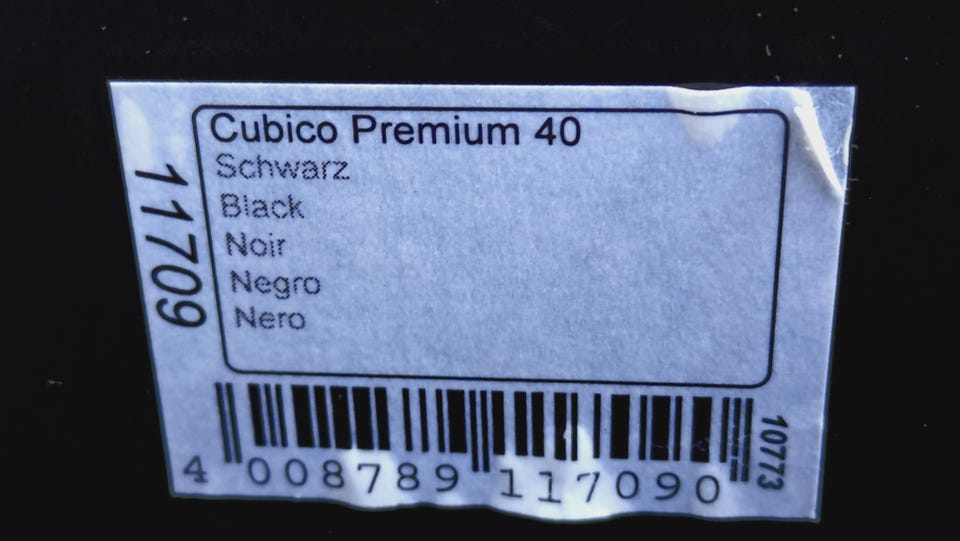 Cubico Premium 40
Schwarz
Black
Noir
Negro
Nero
11709
4 008789 117090
10773